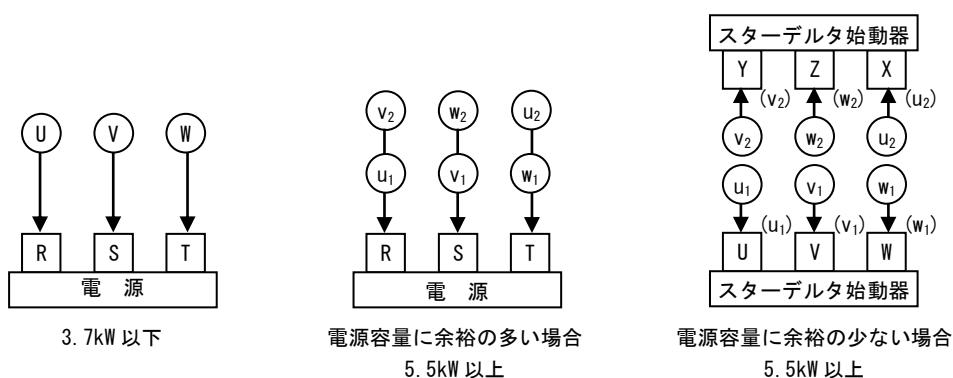 U V W
R S T
電 源
3.7kW 以下
v₂ w₂ u₂
u₁ v₁ w₁
R S T
電 源
電源容量に余裕の多い場合
5.5kW 以上
スターデルタ始動器
Y Z X
(v₂) (w₂) (u₂)
v₂ w₂ u₂
u₁ v₁ w₁
(u₁) (v₁) (w₁)
U V W
スターデルタ始動器
電源容量に余裕の少ない場合
5.5kW 以上